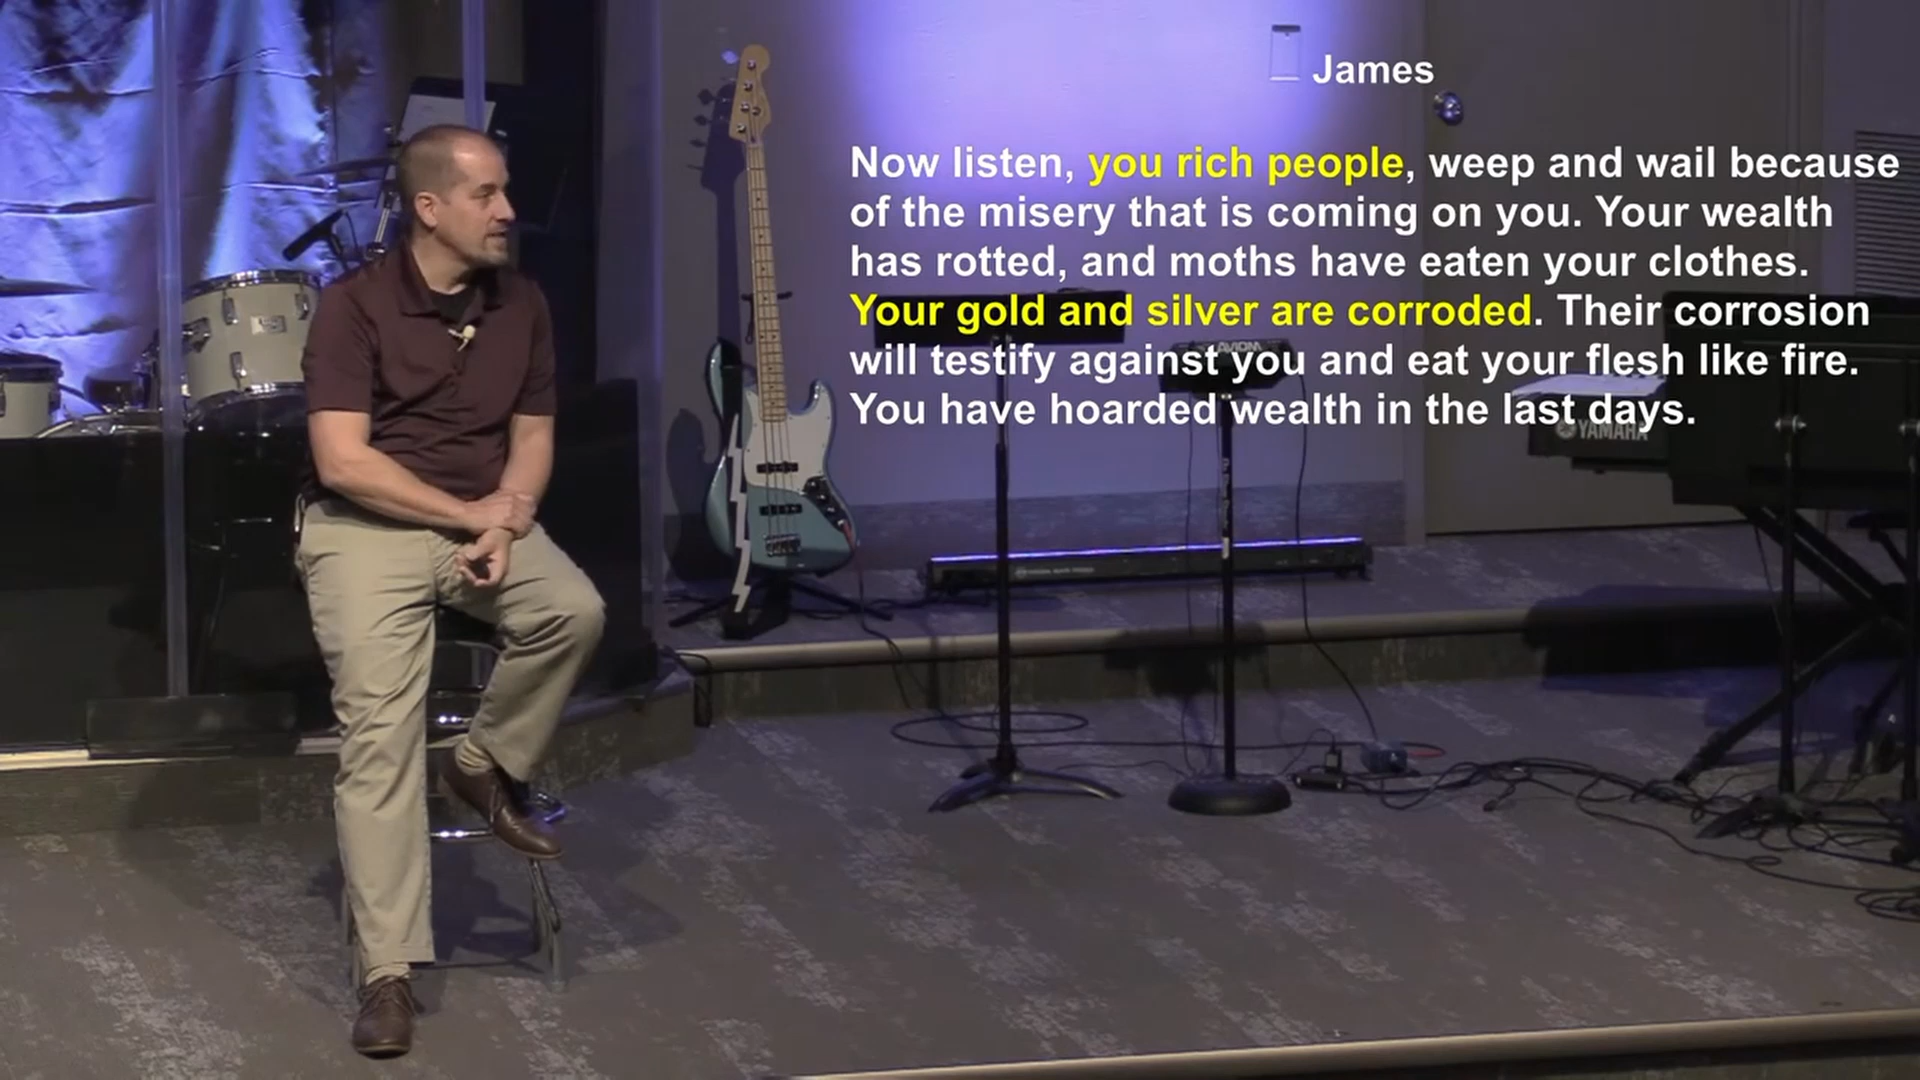 James
Now listen, you rich people, weep and wail because
of the misery that is coming on you. Your wealth
has rotted, and moths have eaten your clothes.
Your gold and silver are corroded. Their corrosion
will testify against you and eat your flesh like fire.
You have hoarded wealth in the last days.
AVIOM
YAMAHA